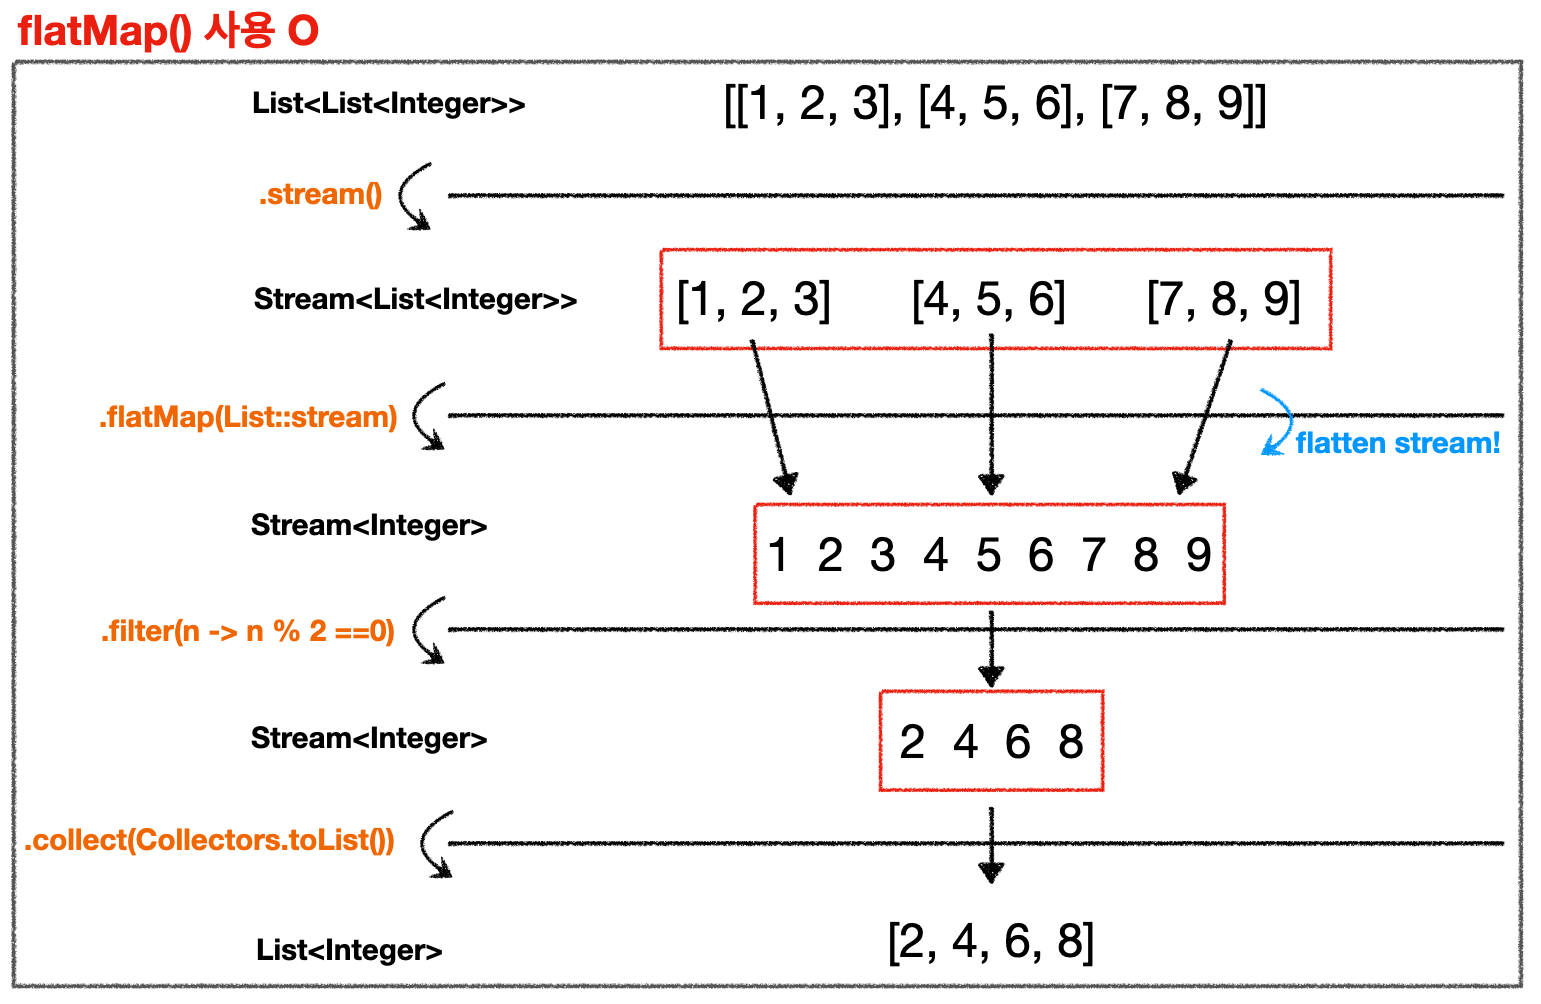 flatMap() 사용 O
List<List<Integer>> [[1, 2, 3], [4, 5, 6], [7, 8, 9]]
.stream()
Stream<List<Integer>> [1, 2, 3] [4, 5, 6] [7, 8, 9]
.flatMap(List::stream)
flatten stream!
Stream<Integer> 1 2 3 4 5 6 7 8 9
.filter(n -> n % 2 ==0)
Stream<Integer> 2 4 6 8
.collect(Collectors.toList())
List<Integer> [2, 4, 6, 8]